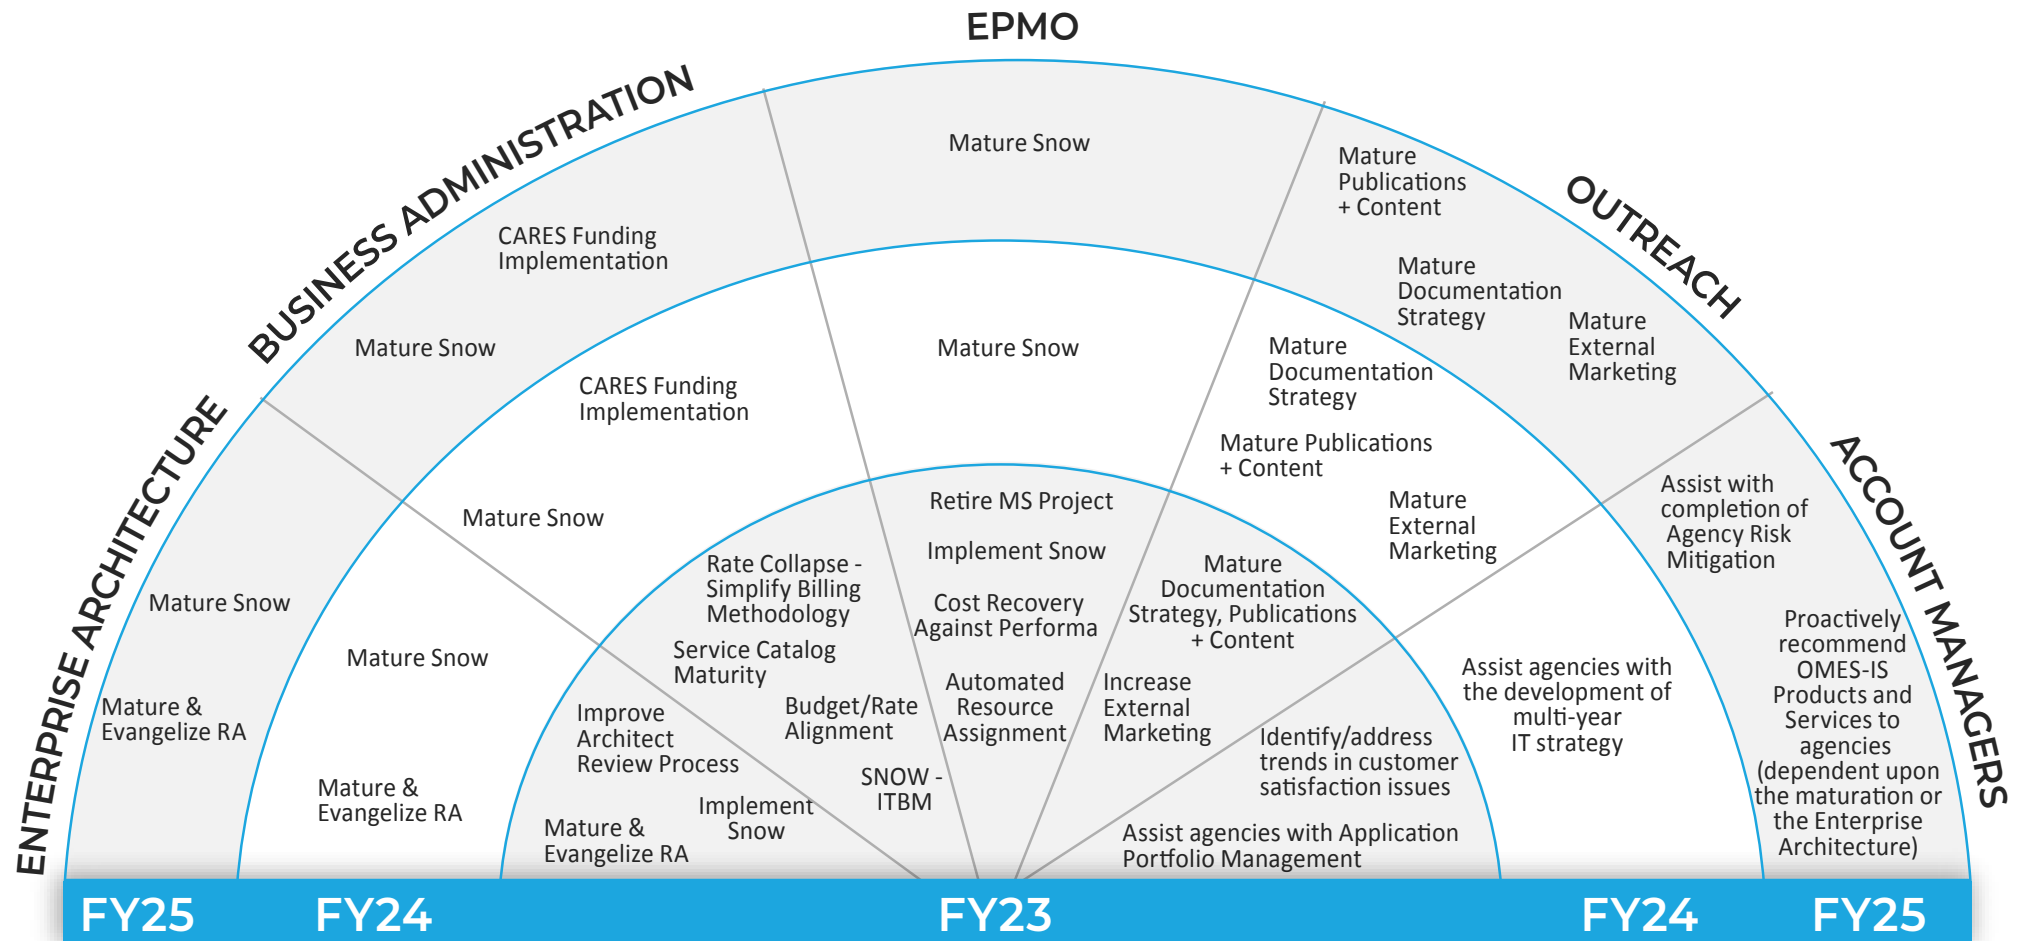 EPMO
BUSINESS ADMINISTRATION
OUTREACH
ENTERPRISE ARCHITECTURE
ACCOUNT MANAGERS
Mature Snow
Mature
Publications
+ Content
CARES Funding
Implementation
Mature
Documentation
Strategy
Mature
External
Marketing
Mature Snow
CARES Funding
Implementation
Mature Snow
Mature
Documentation
Strategy
Mature Publications
+ Content
Mature
External
Marketing
Mature Snow
Assist with
completion of
Agency Risk
Mitigation
Retire MS Project
Implement Snow
Cost Recovery
Against Performa
Automated
Resource
Assignment
Rate Collapse -
Simplify Billing
Methodology
Service Catalog
Maturity
Budget/Rate
Alignment
SNOW -
ITBM
Mature
Documentation
Strategy, Publications
+ Content
Increase
External
Marketing
Mature Snow
Mature &
Evangelize RA
Mature Snow
Mature &
Evangelize RA
Improve
Architect
Review Process
Implement
Snow
Mature &
Evangelize RA
Identify/address
trends in customer
satisfaction issues
Assist agencies with Application
Portfolio Management
Assist agencies with
the development of
multi-year
IT strategy
Proactively
recommend
OMES-IS
Products and
Services to
agencies
(dependent upon
the maturation or
the Enterprise
Architecture)
FY25
FY24
FY23
FY24
FY25